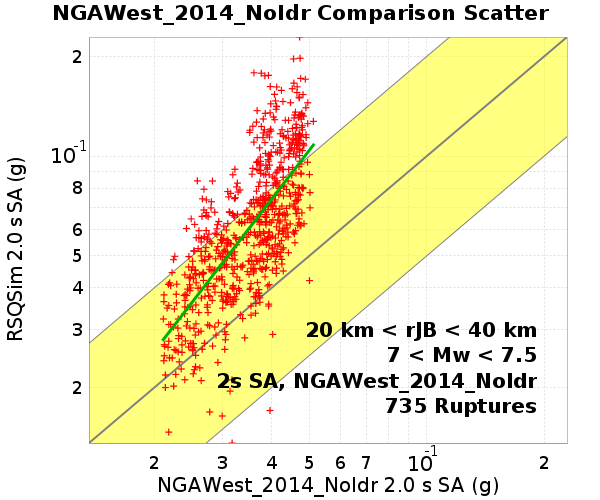 NGAWest_2014_NoIdr Comparison Scatter
RSQSim 2.0 s SA (g)
2
10-1
8
6
5
4
3
2
20 km < rJB < 40 km
7 < Mw < 7.5
2s SA, NGAWest_2014_NoIdr
735 Ruptures
2 3 4 5 6 7 10-1 2
NGAWest_2014_NoIdr 2.0 s SA (g)